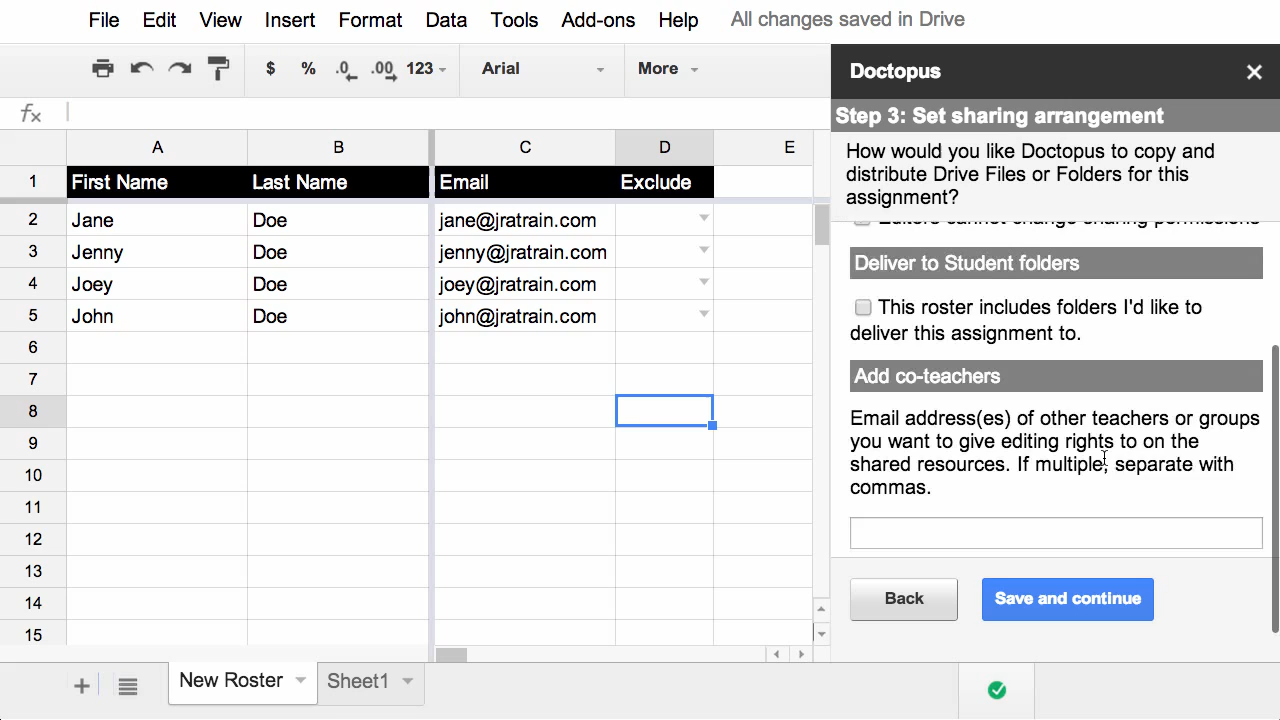 File Edit View Insert Format Data Tools Add-ons Help All changes saved in Drive
$ % .0 .00 123 Arial More
fx
A B C D E
1 First Name Last Name Email Exclude
2 Jane Doe jane@jratrain.com
3 Jenny Doe jenny@jratrain.com
4 Joey Doe joey@jratrain.com
5 John Doe john@jratrain.com
6
7
8
9
10
11
12
13
14
15
New Roster Sheet1
Doctopus
Step 3: Set sharing arrangement
How would you like Doctopus to copy and
distribute Drive Files or Folders for this
assignment?
Editors cannot change sharing permissions
Deliver to Student folders
This roster includes folders I'd like to
deliver this assignment to.
Add co-teachers
Email address(es) of other teachers or groups
you want to give editing rights to on the
shared resources. If multiple, separate with
commas.
Back Save and continue